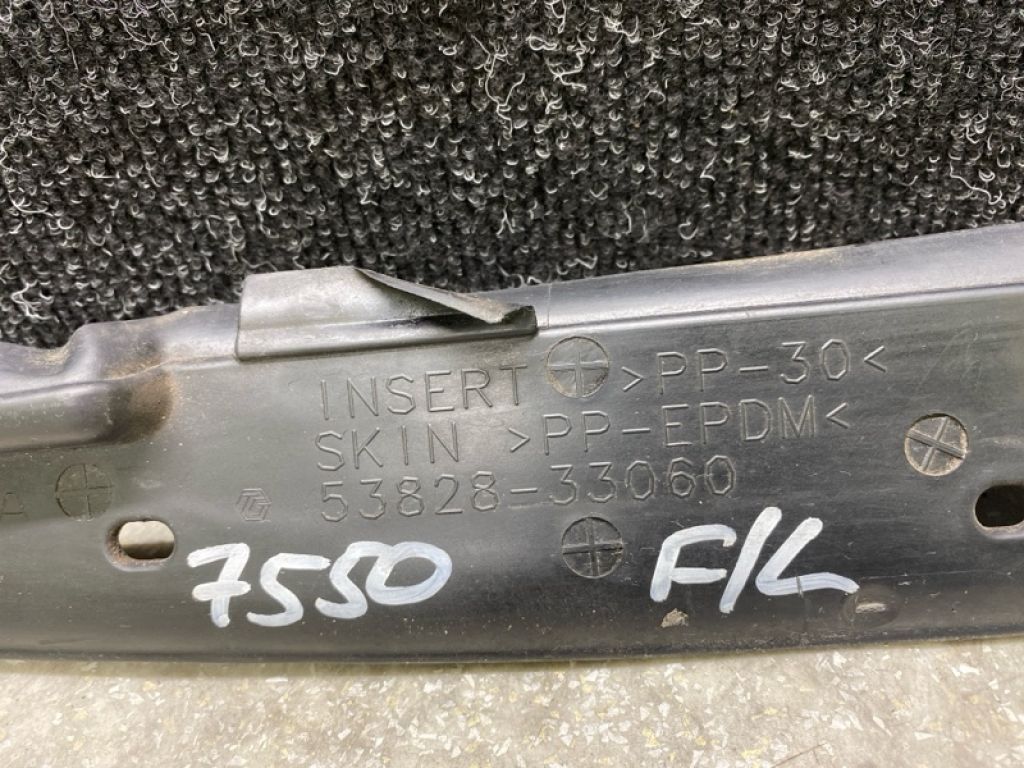 INSERT >PP-30<
SKIN >PP-EPDM<
53828-33060
7550 F/L